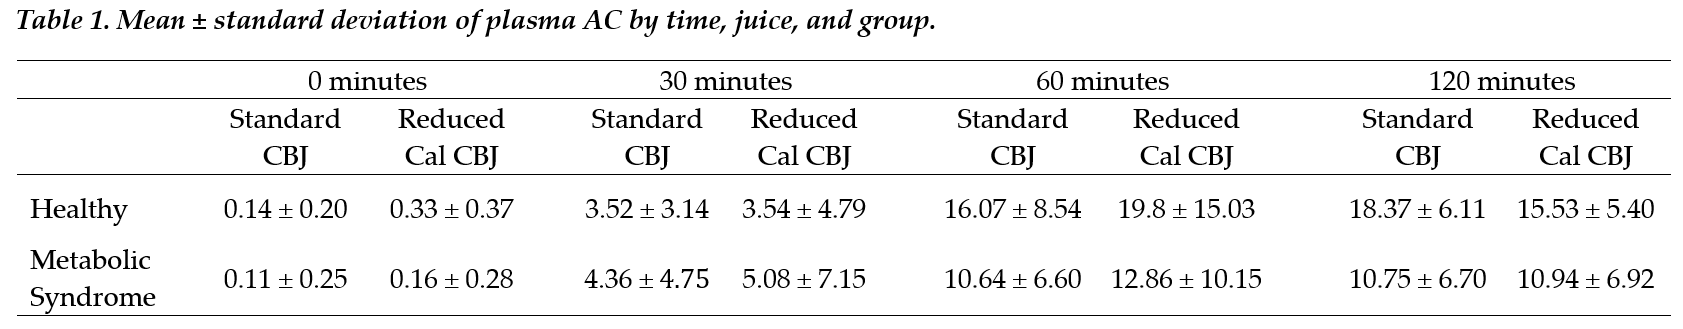 Table 1. Mean ± standard deviation of plasma AC by time, juice, and group.
0 minutes 30 minutes 60 minutes 120 minutes
Standard CBJ Reduced Cal CBJ Standard CBJ Reduced Cal CBJ Standard CBJ Reduced Cal CBJ Standard CBJ Reduced Cal CBJ
Healthy 0.14 ± 0.20 0.33 ± 0.37 3.52 ± 3.14 3.54 ± 4.79 16.07 ± 8.54 19.8 ± 15.03 18.37 ± 6.11 15.53 ± 5.40
Metabolic Syndrome 0.11 ± 0.25 0.16 ± 0.28 4.36 ± 4.75 5.08 ± 7.15 10.64 ± 6.60 12.86 ± 10.15 10.75 ± 6.70 10.94 ± 6.92